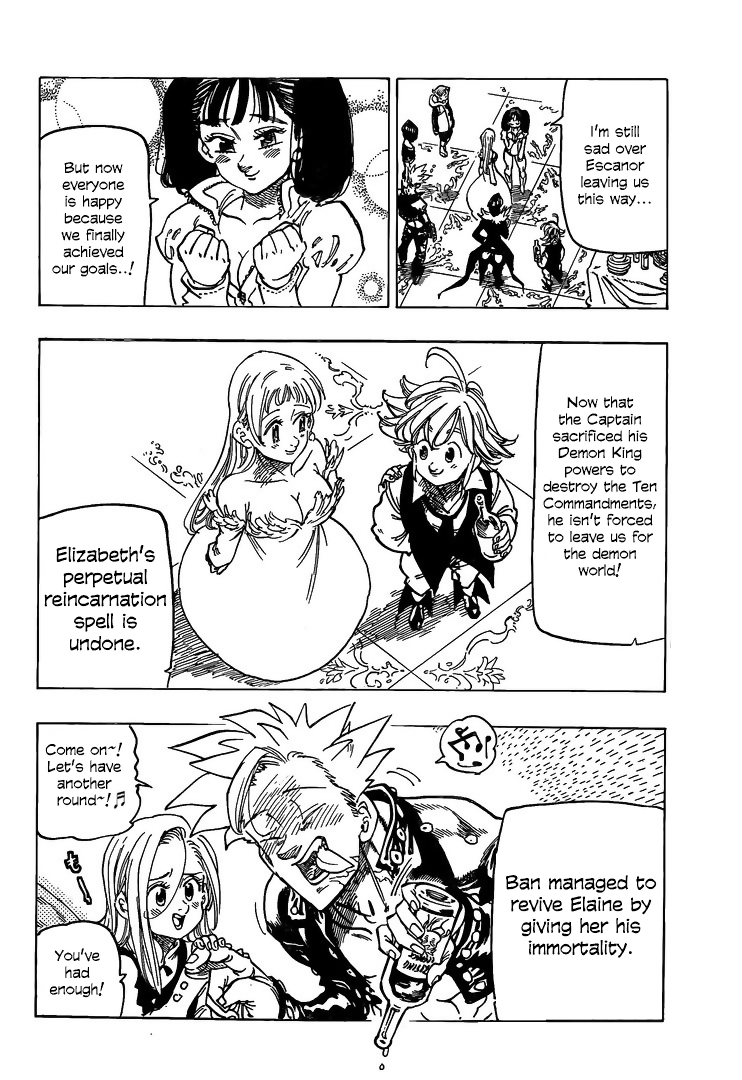 I'm still
sad over
Escanor
leaving us
this way...
But now
everyone
is happy
because
we finally
achieved
our goals..!
Now that
the Captain
sacrificed his
Demon King
powers to
destroy the Ten
Commandments,
he isn't forced
to leave us for
the demon
world!
Elizabeth's
perpetual
reincarnation
spell is
undone.
Come on~!
Let's have
another
round~!♫
Ban managed to
revive Elaine by
giving her his
immortality.
もー
You've
had
enough!